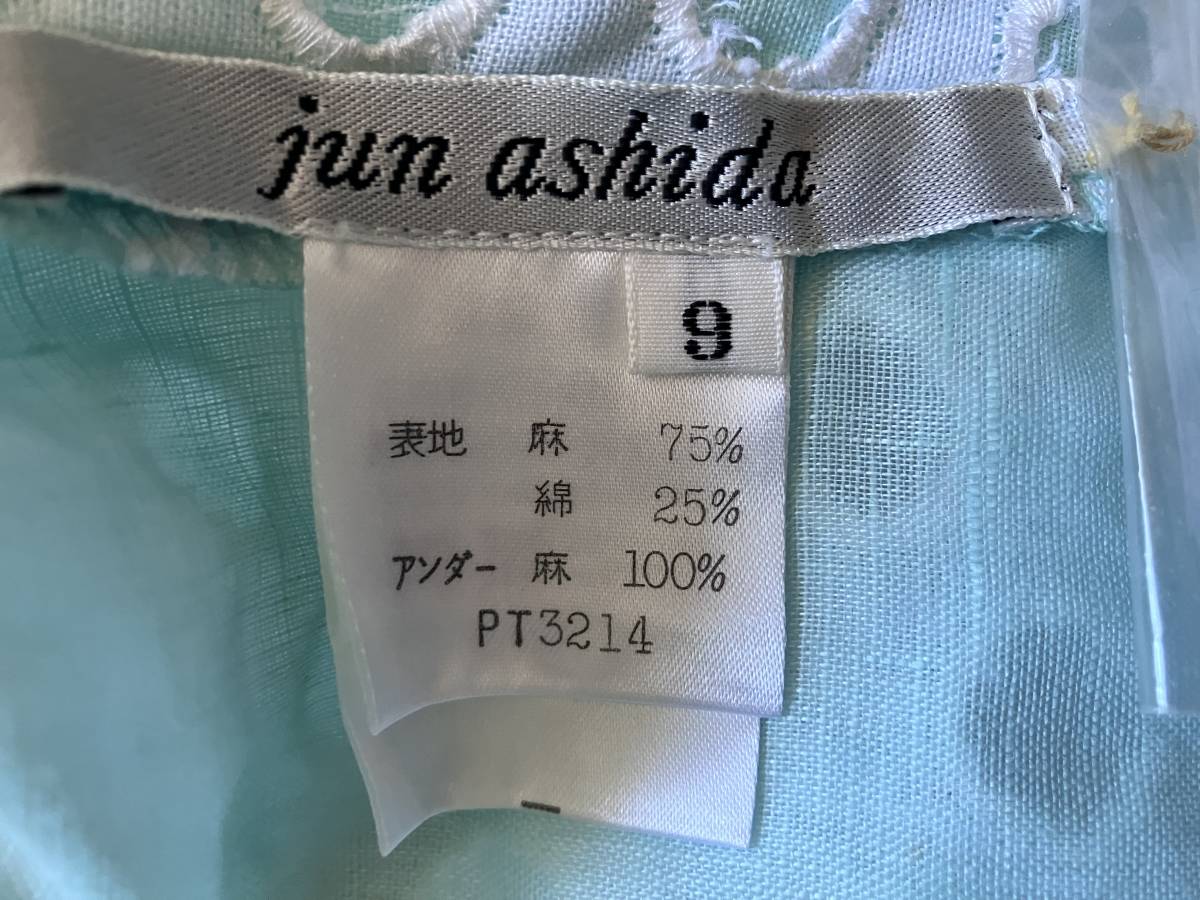 jun ashida
9
表地 麻 75%
綿 25%
アンダー 麻 100%
PT3214